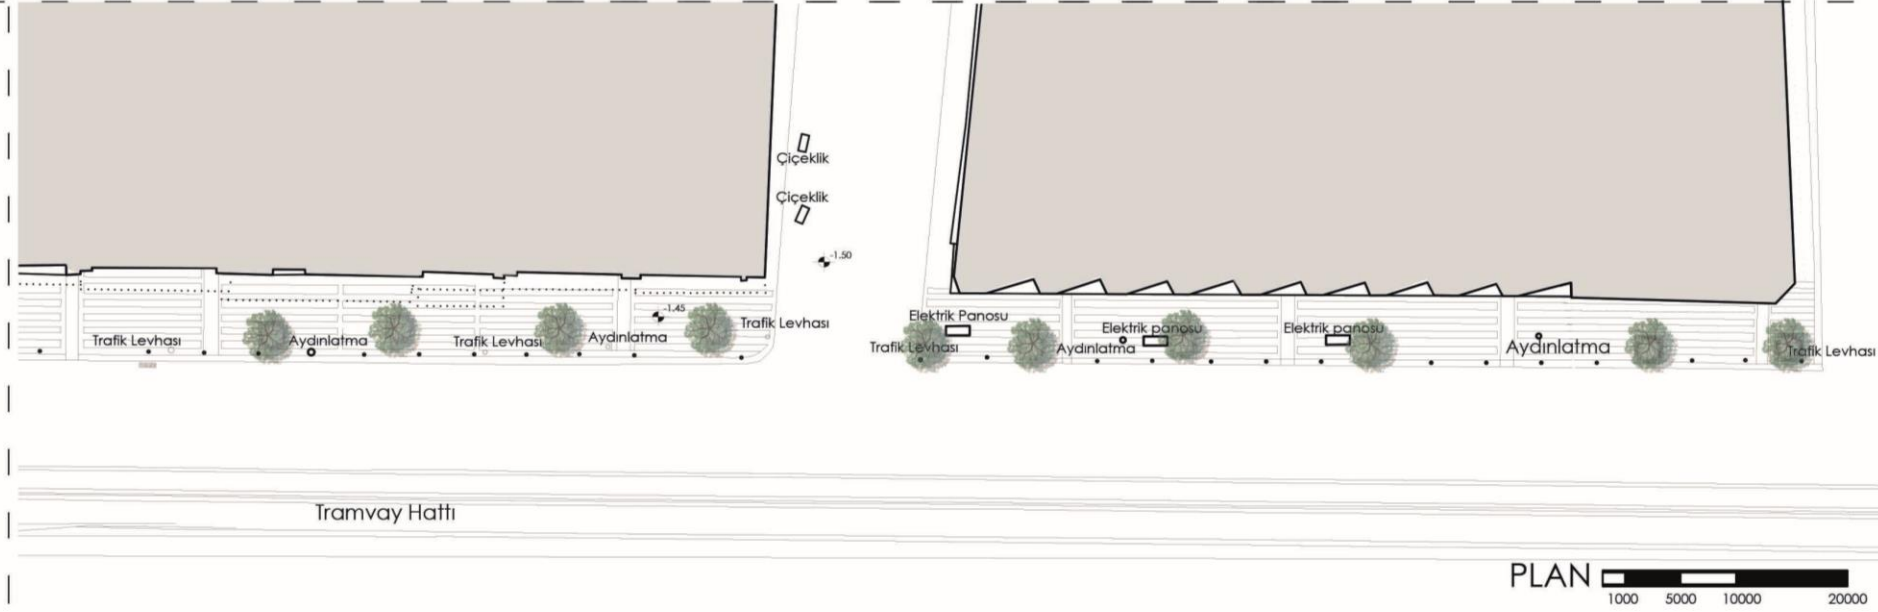 Çiçeklik
Çiçeklik
-1.50
-1.45
Trafik Levhası
Aydınlatma
Trafik Levhası
Aydınlatma
Trafik Levhası
Elektrik Panosu
Trafik Levhası
Aydınlatma
Elektrik panosu
Elektrik panosu
Aydınlatma
Trafik Levhası
Tramvay Hattı
PLAN
1000 5000 10000 20000